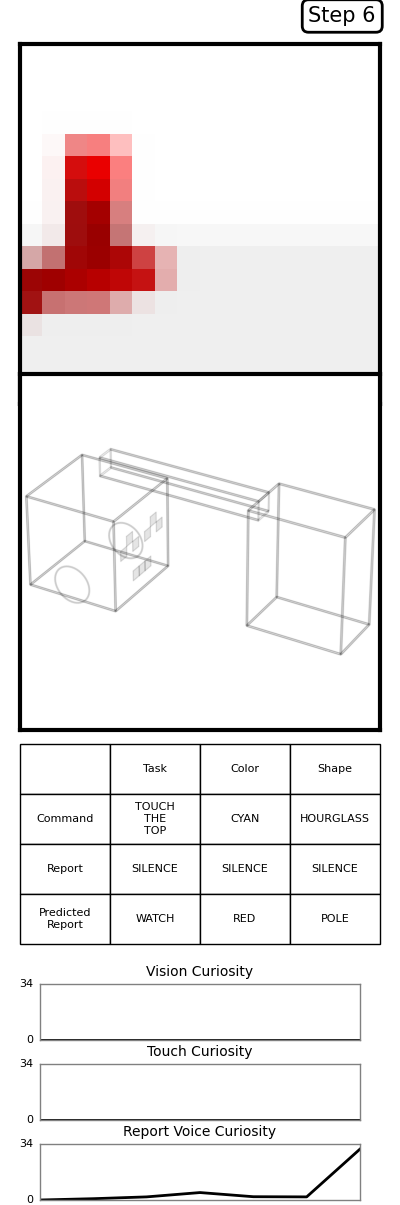 Step 6
Task Color Shape
Command TOUCH THE TOP CYAN HOURGLASS
Report SILENCE SILENCE SILENCE
Predicted Report WATCH RED POLE
Vision Curiosity
34
0
Touch Curiosity
34
0
Report Voice Curiosity
34
0